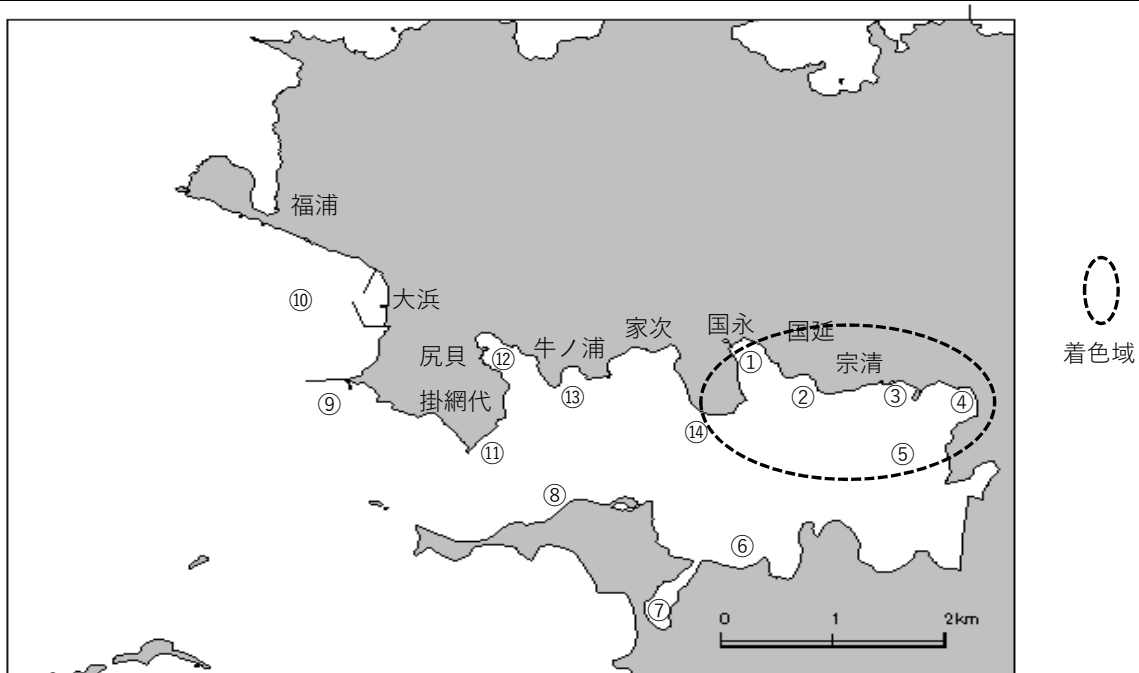 福浦
⑩
大浜
国永
国延
家次
牛ノ浦
尻貝
⑫
①
宗清
着色域
⑨
掛網代
⑬
②
③
④
⑭
⑪
⑤
⑧
⑥
⑦
0 1 2km